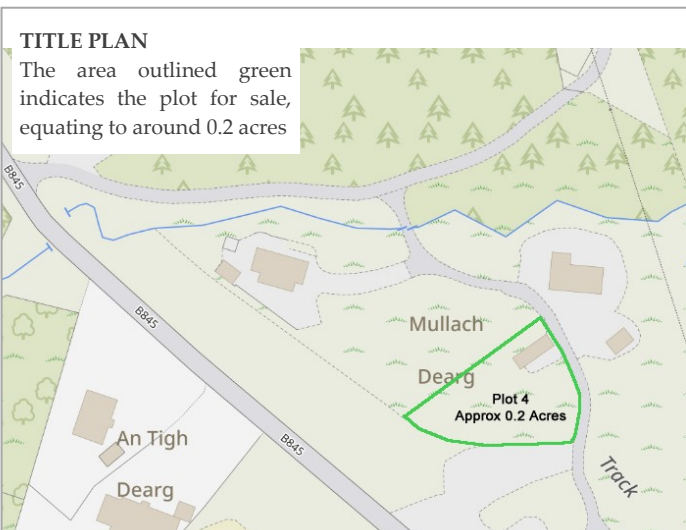 TITLE PLAN
The area outlined green
indicates the plot for sale,
equating to around 0.2 acres
B845
B845
Mullach
Dearg
Plot 4
Approx 0.2 Acres
An Tigh
Dearg
B845
Track